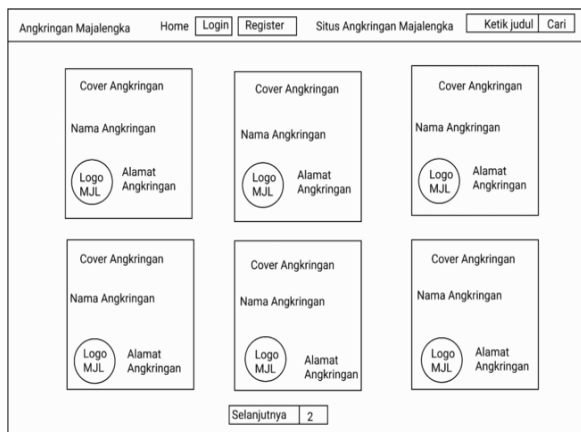 Angkringan Majalengka Home Login Register Situs Angkringan Majalengka Ketik judul Cari
Cover Angkringan
Nama Angkringan
Logo MJL
Alamat Angkringan
Cover Angkringan
Nama Angkringan
Logo MJL
Alamat Angkringan
Cover Angkringan
Nama Angkringan
Logo MJL
Alamat Angkringan
Cover Angkringan
Nama Angkringan
Logo MJL
Alamat Angkringan
Cover Angkringan
Nama Angkringan
Logo MJL
Alamat Angkringan
Cover Angkringan
Nama Angkringan
Logo MJL
Alamat Angkringan
Selanjutnya 2